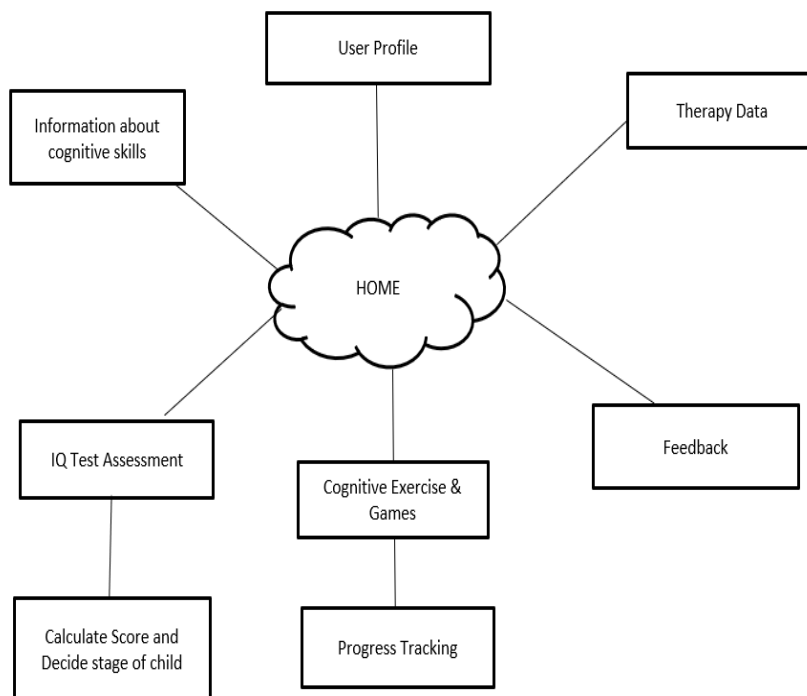 User Profile
Therapy Data
Information about
cognitive skills
HOME
IQ Test Assessment
Cognitive Exercise &
Games
Feedback
Calculate Score and
Decide stage of child
Progress Tracking